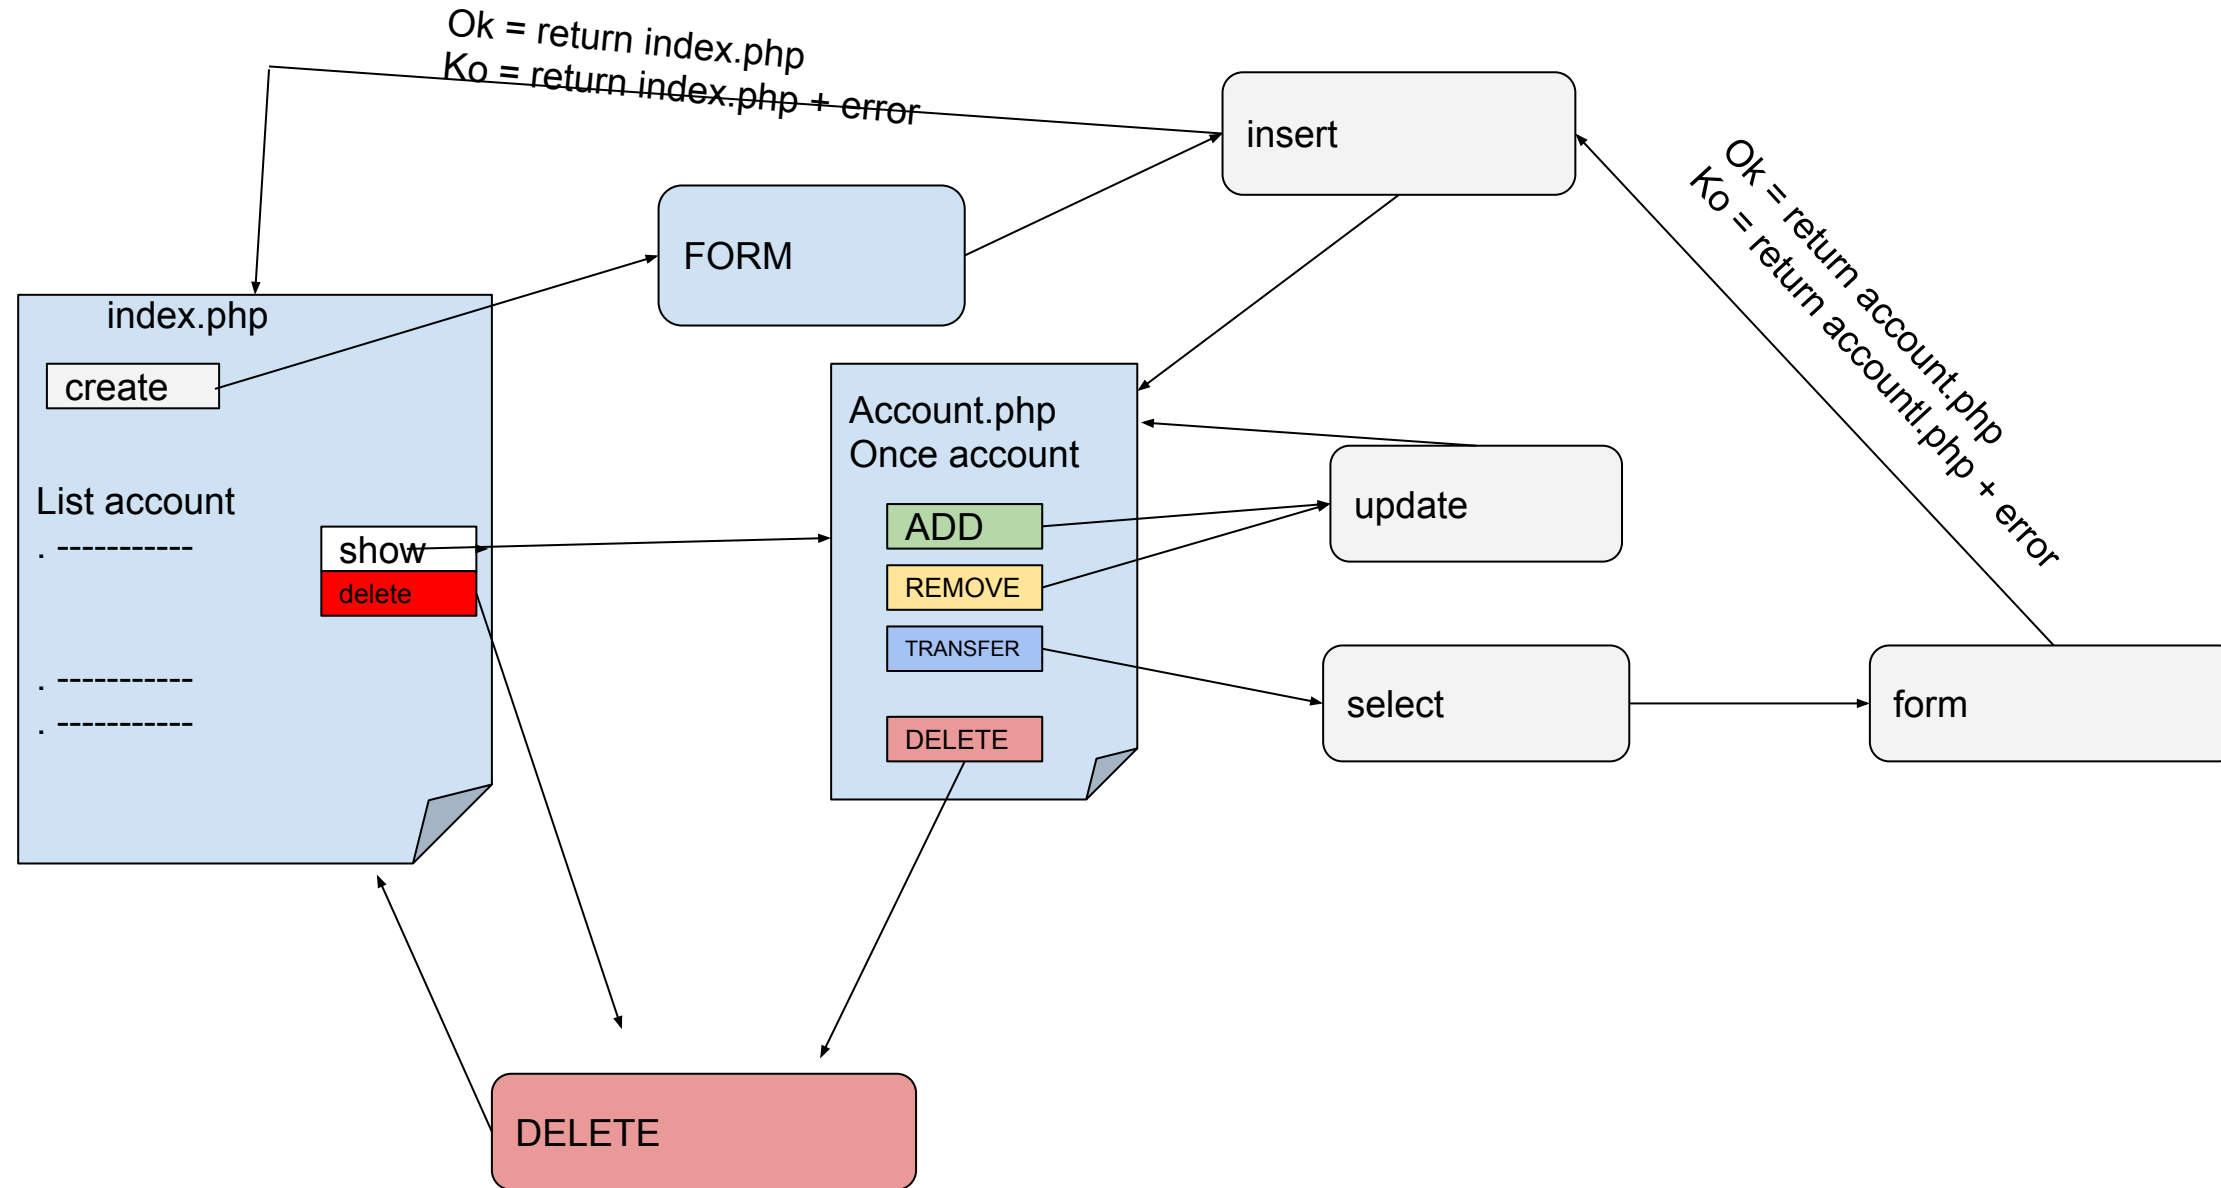 Ok = return index.php
Ko = return index.php + error
insert
Ok = return account.php
Ko = return accountl.php + error
FORM
index.php
create
List account
. -----------
show
delete
. -----------
. -----------
Account.php
Once account
ADD
REMOVE
TRANSFER
DELETE
update
select
form
DELETE